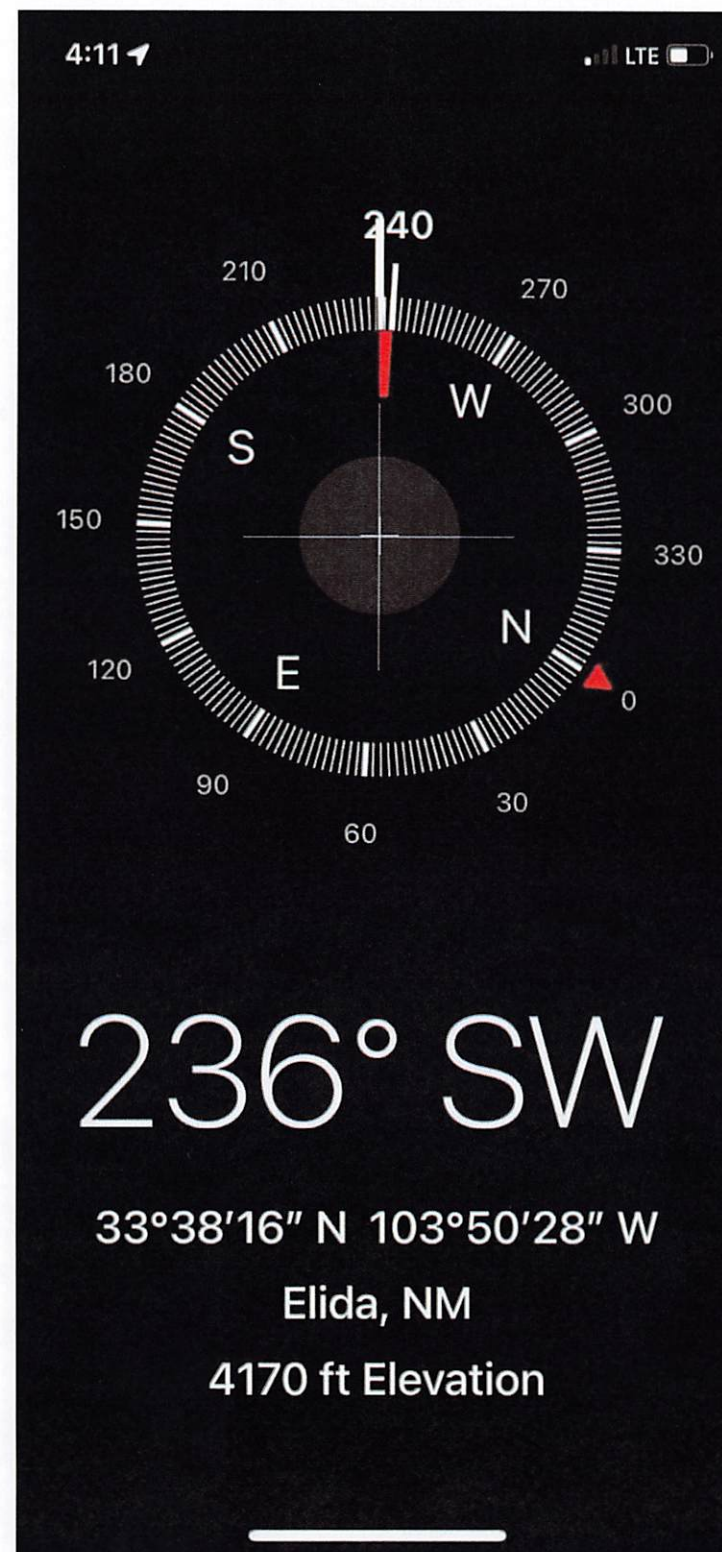 4:11 LTE
240
210 270
180 300
W
S
150 330
N
120 E
0
90 30
60
236° SW
33°38'16" N 103°50'28" W
Elida, NM
4170 ft Elevation